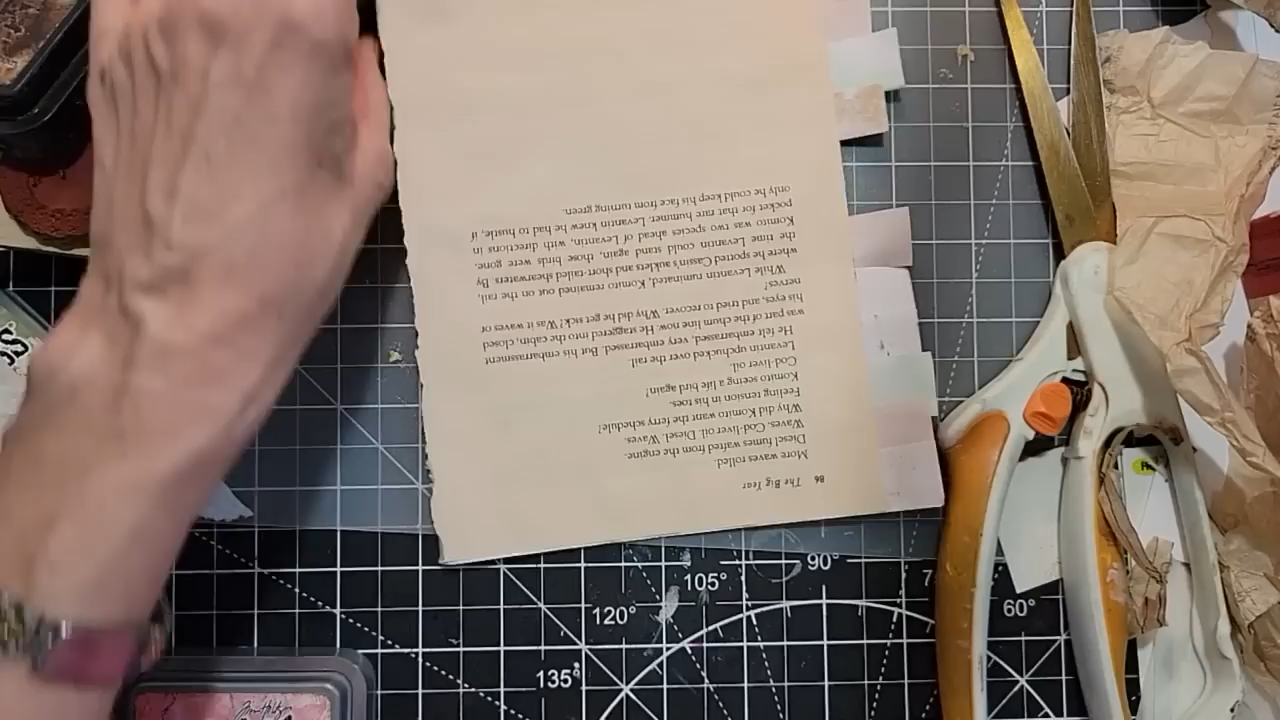 86 The Big Year
More waves rolled.
Diesel fumes wafted from the engine.
Waves. Cod-liver oil. Diesel. Waves.
Why did Komito want the ferry schedule?
Feeling tension in his toes.
Komito seeing a life bird again?
Cod-liver oil.
Levantin upchucked over the rail.
He felt embarrassed, very embarrassed. But his embarrassment
was part of the chum line now. He staggered into the cabin, closed
his eyes, and tried to recover. Why did he get sick? Was it waves or
nerves?
While Levantin ruminated, Komito remained out on the rail,
where he spotted Cassin's auklets and short-tailed shearwaters. By
the time Levantin could stand again, those birds were gone.
Komito was two species ahead of Levantin, with directions in
pocket for that rare hummer. Levantin knew he had to hustle, if
only he could keep his face from turning green.
105°
90°
120°
60°
135°
7
SS